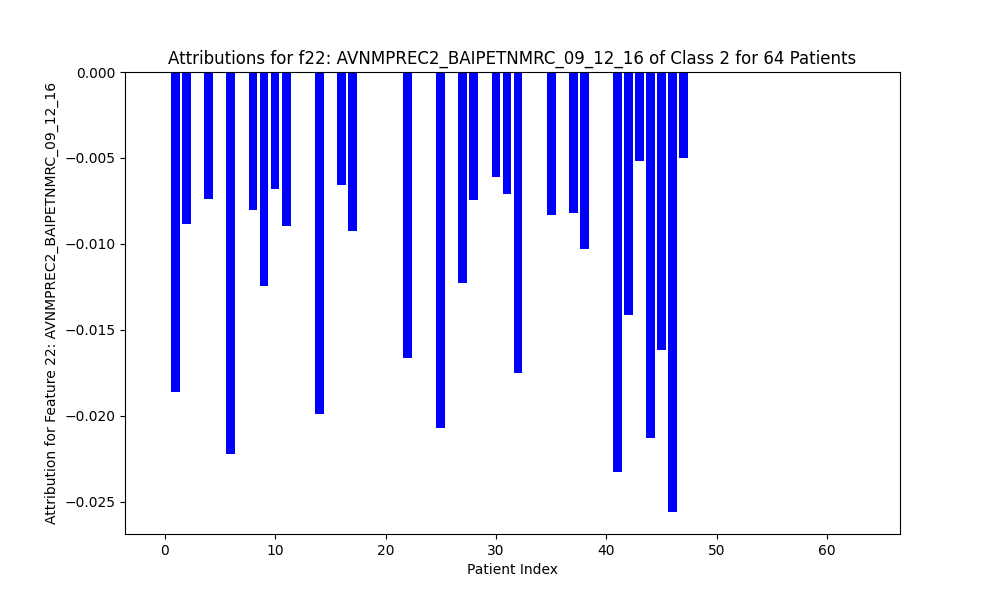 Attributions for f22: AVNMPREC2_BAIPETNMRC_09_12_16 of Class 2 for 64 Patients
Attribution for Feature 22: AVNMPREC2_BAIPETNMRC_09_12_16
0.000
−0.005
−0.010
−0.015
−0.020
−0.025
0 10 20 30 40 50 60
Patient Index